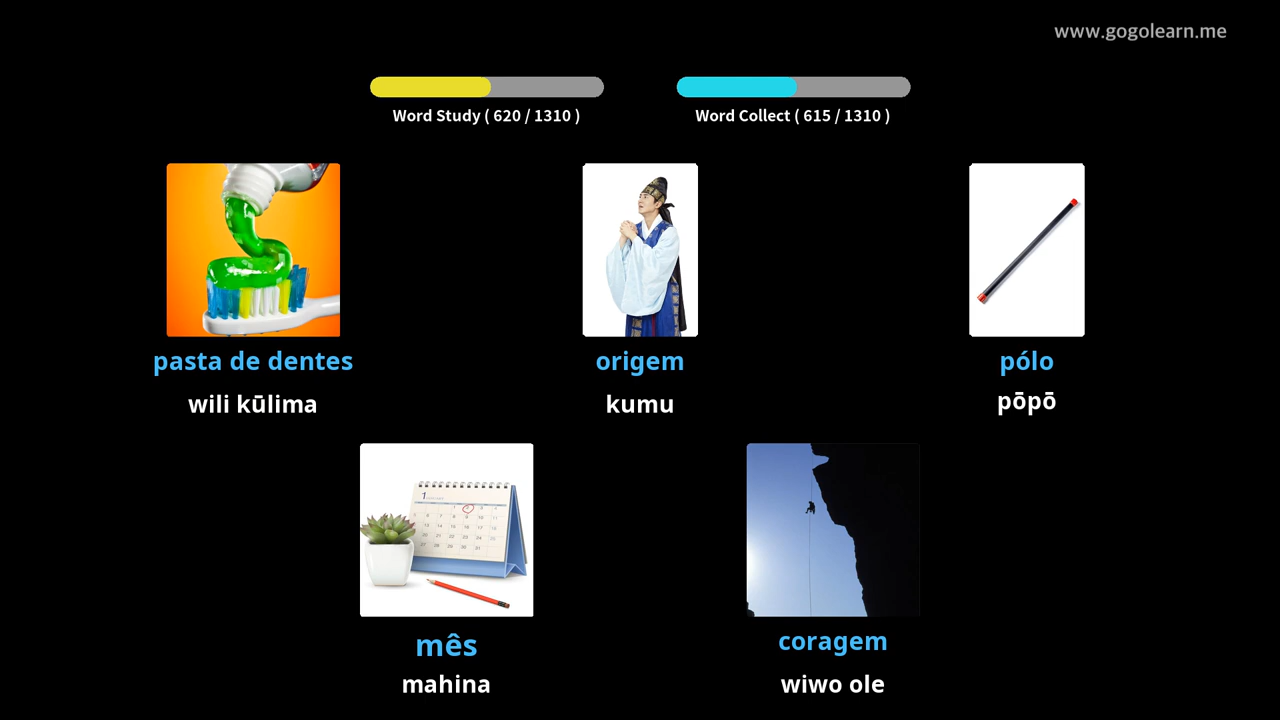 www.gogolearn.me
Word Study ( 620 / 1310 )
Word Collect ( 615 / 1310 )
pasta de dentes
wili kūlima
origem
kumu
pólo
pōpō
mês
mahina
coragem
wiwo ole